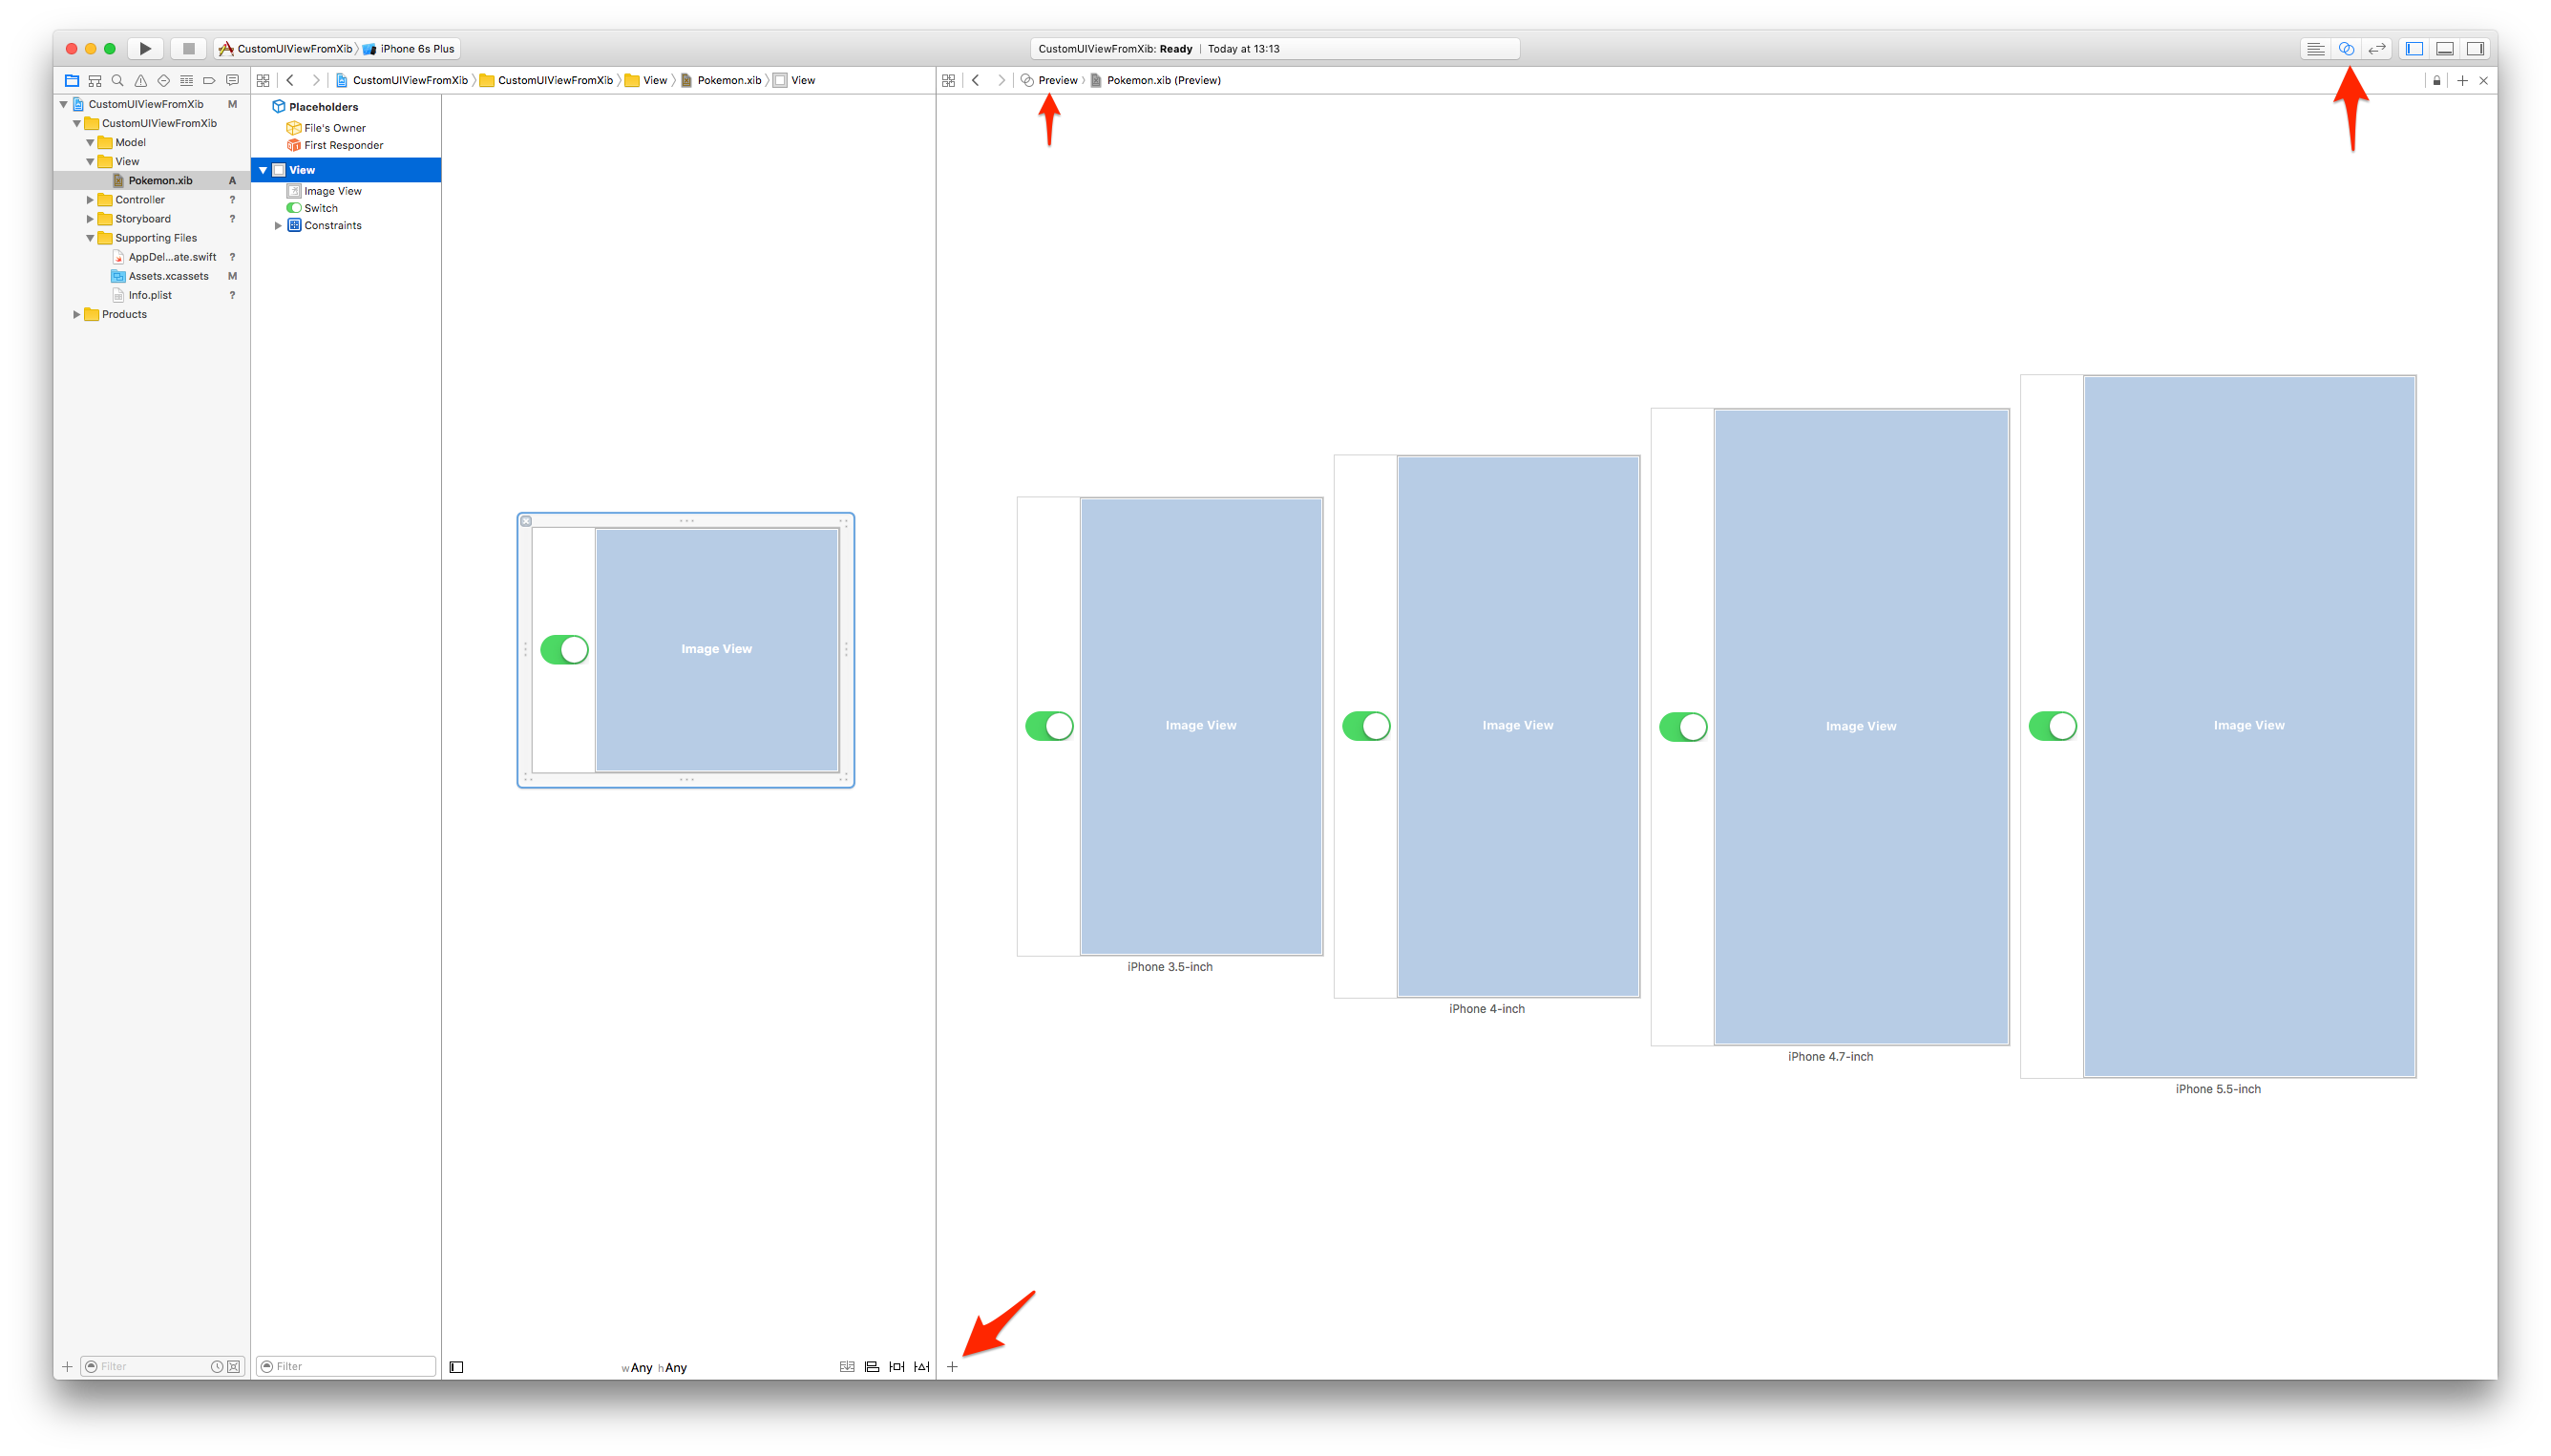 CustomUIViewFromXib iPhone 6s Plus
CustomUIViewFromXib: Ready Today at 13:13
CustomUIViewFromXib CustomUIViewFromXib View Pokemon.xib View
Preview Pokemon.xib (Preview)
CustomUIViewFromXib M
CustomUIViewFromXib
Model
View
Pokemon.xib A
Controller ?
Storyboard ?
Supporting Files
AppDel...ate.swift ?
Assets.xcassets M
Info.plist ?
Products
Placeholders
File's Owner
First Responder
View
Image View
Switch
Constraints
Image View
Image View
Image View
Image View
Image View
iPhone 3.5-inch
iPhone 4-inch
iPhone 4.7-inch
iPhone 5.5-inch
Filter
Filter
wAny hAny